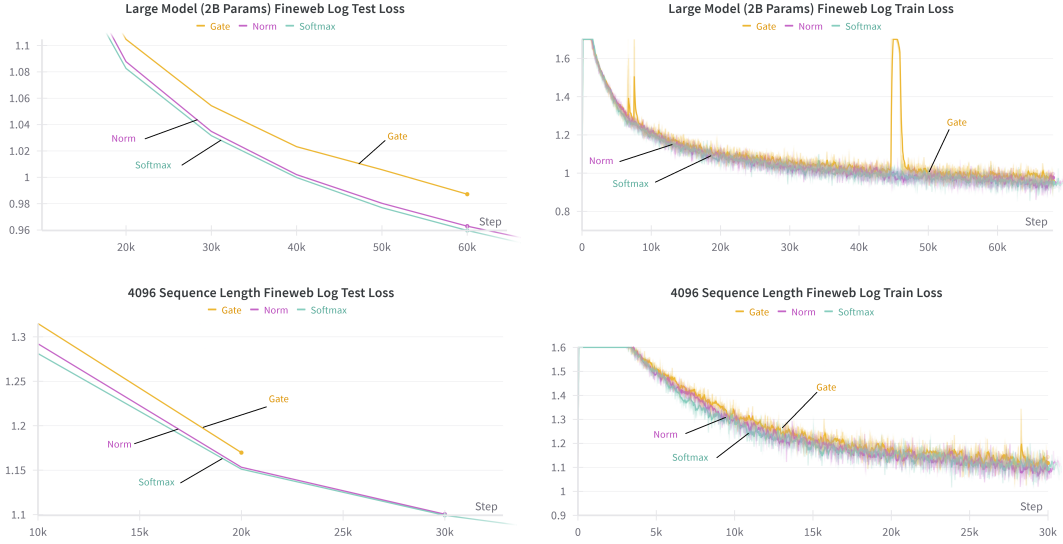 Large Model (2B Params) Fineweb Log Test Loss
Gate Norm Softmax
1.1
1.08
1.06
1.04
1.02
1
0.98
0.96
Norm
Softmax
Gate
Step
20k 30k 40k 50k 60k
Large Model (2B Params) Fineweb Log Train Loss
Gate Norm Softmax
1.6
1.4
1.2
1
0.8
Gate
Norm
Softmax
Step
0 10k 20k 30k 40k 50k 60k
4096 Sequence Length Fineweb Log Test Loss
Gate Norm Softmax
1.3
1.25
1.2
1.15
1.1
Gate
Norm
Softmax
Step
10k 15k 20k 25k 30k
4096 Sequence Length Fineweb Log Train Loss
Gate Norm Softmax
1.6
1.5
1.4
1.3
1.2
1.1
1
0.9
Gate
Norm
Softmax
Step
0 5k 10k 15k 20k 25k 30k